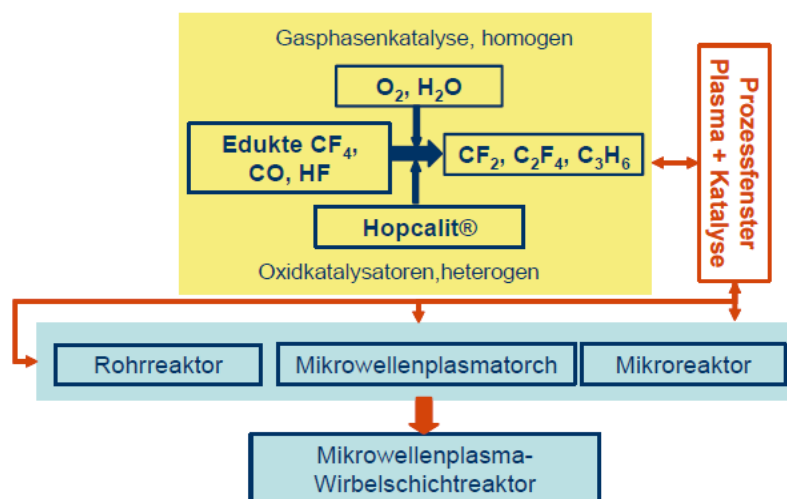 Gasphasenkatalyse, homogen
O₂, H₂O
Edukte CF₄,
CO, HF
CF₂, C₂F₄, C₃H₆
Hopcalit®
Oxidkatalysatoren,heterogen
Prozessfenster
Plasma + Katalyse
Rohrreaktor
Mikrowellenplasmatorch
Mikroreaktor
Mikrowellenplasma-
Wirbelschichtreaktor